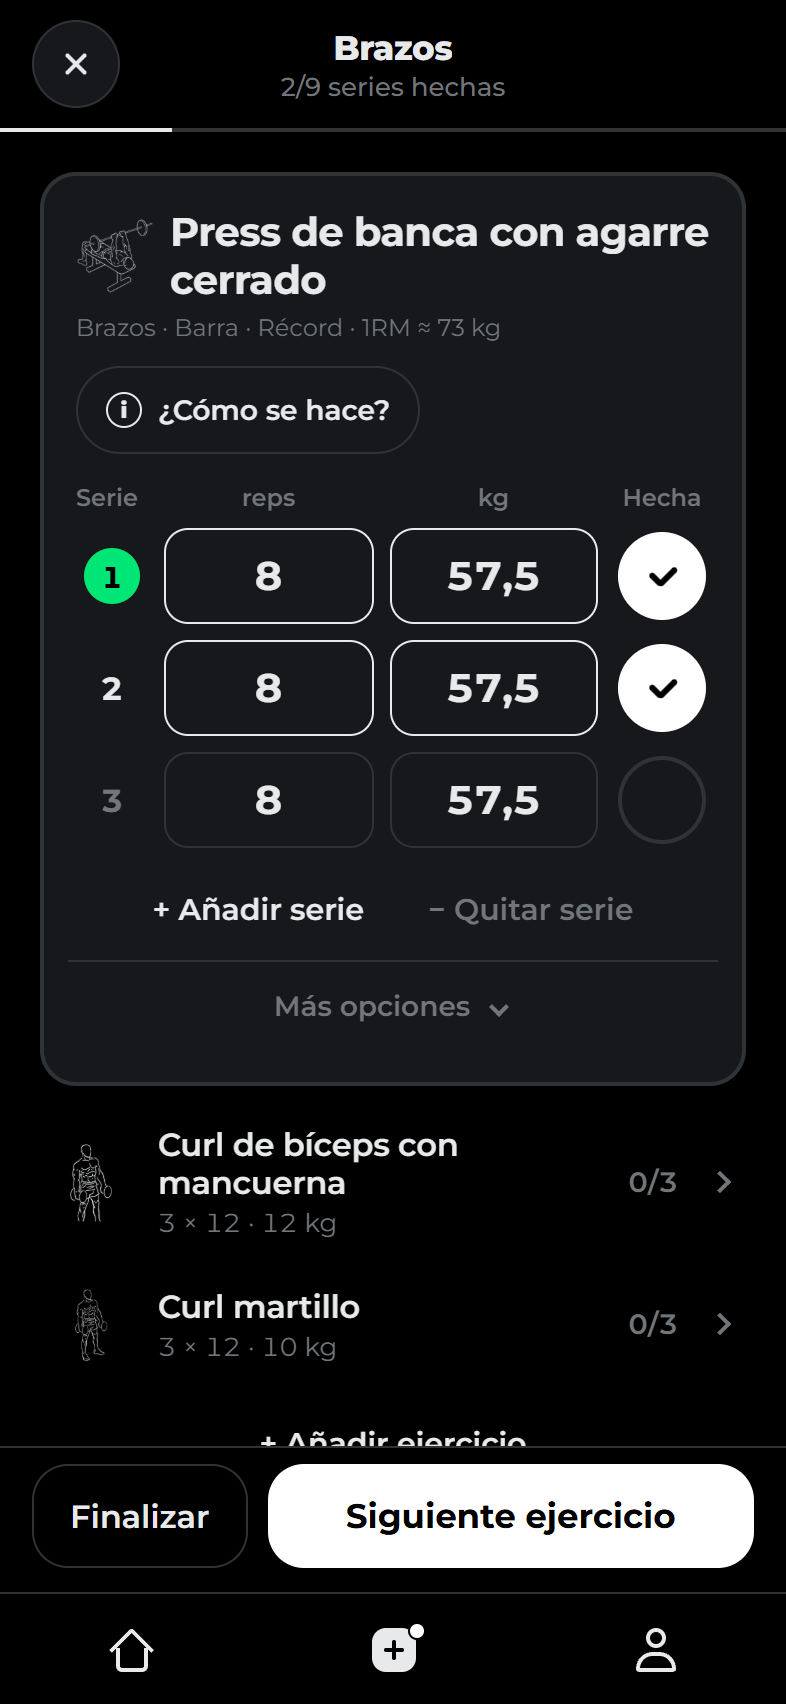 Brazos
2/9 series hechas
Press de banca con agarre
cerrado
Brazos · Barra · Récord · 1RM ≈ 73 kg
¿Cómo se hace?
Serie reps kg Hecha
1 8 57,5
2 8 57,5
3 8 57,5
+ Añadir serie − Quitar serie
Más opciones
Curl de bíceps con
mancuerna
3 × 12 · 12 kg
0/3
Curl martillo
3 × 12 · 10 kg
0/3
+ Añadir ejercicio
Finalizar Siguiente ejercicio